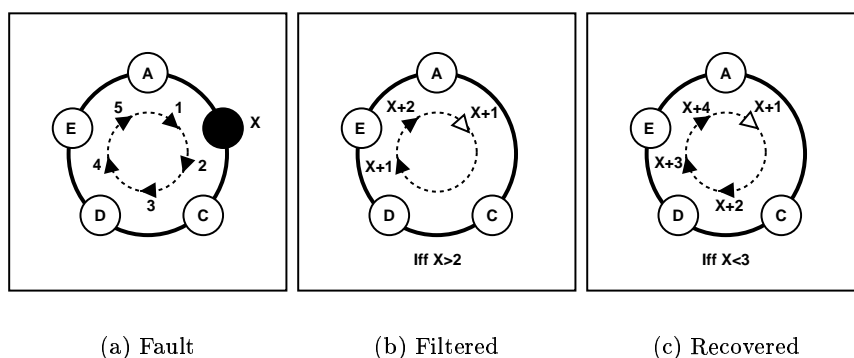 A
5
1
E
X
4
2
3
D
C
(a) Fault
A
X+2
X+1
E
X+1
D
C
Iff X>2
(b) Filtered
A
X+4
X+1
E
X+3
X+2
D
C
Iff X<3
(c) Recovered